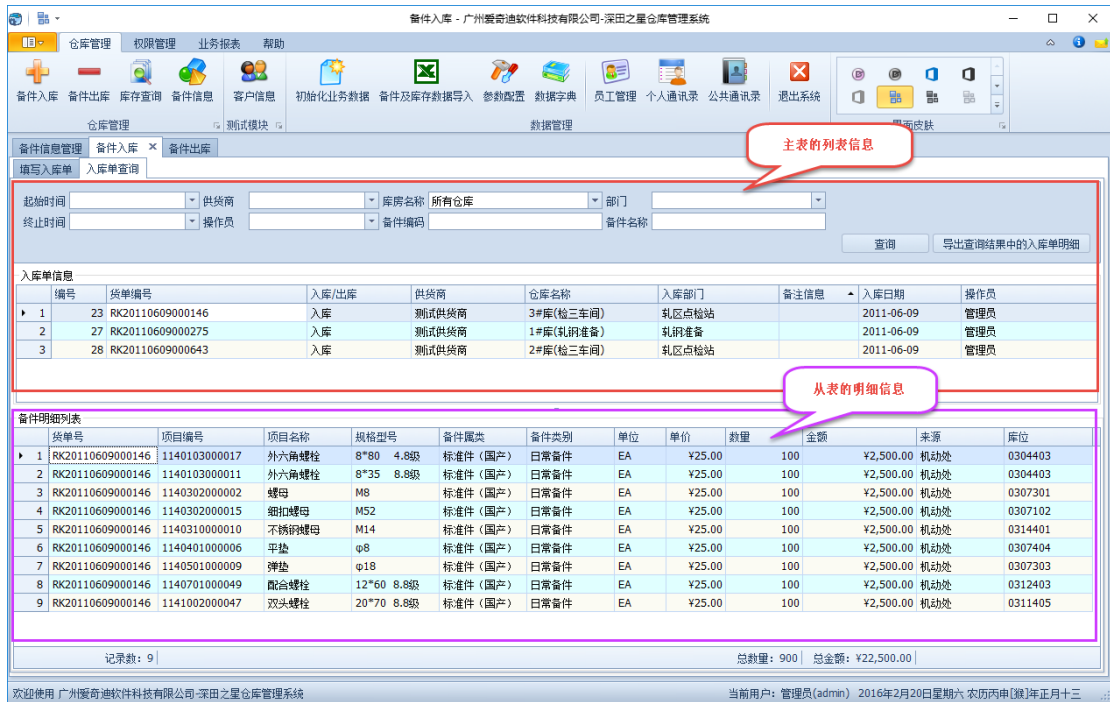 备件入库 - 广州爱奇迪软件科技有限公司-深田之星仓库管理系统
仓库管理 权限管理 业务报表 帮助
备件入库 备件出库 库存查询 备件信息 客户信息 初始化业务数据 备件及库存数据导入 参数配置 数据字典 员工管理 个人通讯录 公共通讯录 退出系统
仓库管理 测试模块 数据管理 界面皮肤
主表的列表信息
备件信息管理 备件入库 × 备件出库
填写入库单 入库单查询
起始时间 供货商 库房名称 所有仓库 部门
终止时间 操作员 备件编码 备件名称
查询 导出查询结果中的入库单明细
入库单信息
编号 货单编号 入库/出库 供货商 仓库名称 入库部门 备注信息 入库日期 操作员
1 23 RK20110609000146 入库 测试供货商 3#库(检三车间) 轧区点检站 2011-06-09 管理员
2 27 RK20110609000275 入库 测试供货商 1#库(轧钢准备) 轧钢准备 2011-06-09 管理员
3 28 RK20110609000643 入库 测试供货商 2#库(检三车间) 轧区点检站 2011-06-09 管理员
从表的明细信息
备件明细列表
货单号 项目编号 项目名称 规格型号 备件属类 备件类别 单位 单价 数量 金额 来源 库位
1 RK20110609000146 1140103000017 外六角螺栓 8*80 4.8级 标准件（国产） 日常备件 EA ¥25.00 100 ¥2,500.00 机动处 0304403
2 RK20110609000146 1140103000011 外六角螺栓 8*35 8.8级 标准件（国产） 日常备件 EA ¥25.00 100 ¥2,500.00 机动处 0304403
3 RK20110609000146 1140302000002 螺母 M8 标准件（国产） 日常备件 EA ¥25.00 100 ¥2,500.00 机动处 0307301
4 RK20110609000146 1140302000015 细扣螺母 M52 标准件（国产） 日常备件 EA ¥25.00 100 ¥2,500.00 机动处 0307102
5 RK20110609000146 1140310000010 不锈钢螺母 M14 标准件（国产） 日常备件 EA ¥25.00 100 ¥2,500.00 机动处 0314401
6 RK20110609000146 1140401000006 平垫 φ8 标准件（国产） 日常备件 EA ¥25.00 100 ¥2,500.00 机动处 0307404
7 RK20110609000146 1140501000009 弹垫 φ18 标准件（国产） 日常备件 EA ¥25.00 100 ¥2,500.00 机动处 0307303
8 RK20110609000146 1140701000049 配合螺栓 12*60 8.8级 标准件（国产） 日常备件 EA ¥25.00 100 ¥2,500.00 机动处 0312403
9 RK20110609000146 1141002000047 双头螺栓 20*70 8.8级 标准件（国产） 日常备件 EA ¥25.00 100 ¥2,500.00 机动处 0311405
记录数: 9 总数量: 900 总金额: ¥22,500.00
欢迎使用 广州爱奇迪软件科技有限公司-深田之星仓库管理系统 当前用户: 管理员(admin) 2016年2月20日星期六 农历丙申[猴]年正月十三